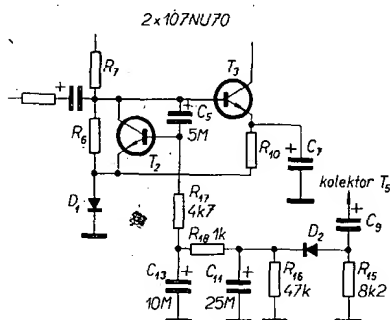 2×107NU70
R7
T3
C5
5M
R6
T2
R10
C7
D1
kolektor T5
R17
4k7
C9
R18 1k
D2
C13
C11
R16
R15
10M
25M
47k
8k2